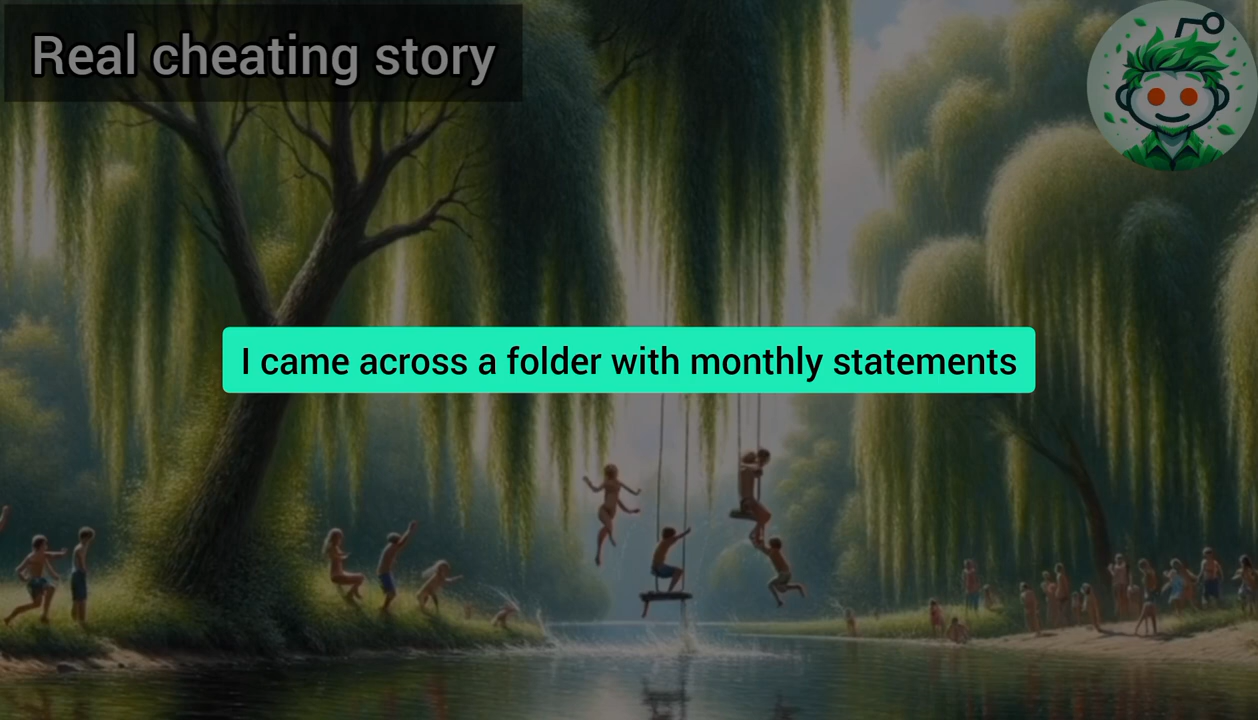 Real cheating story
I came across a folder with monthly statements